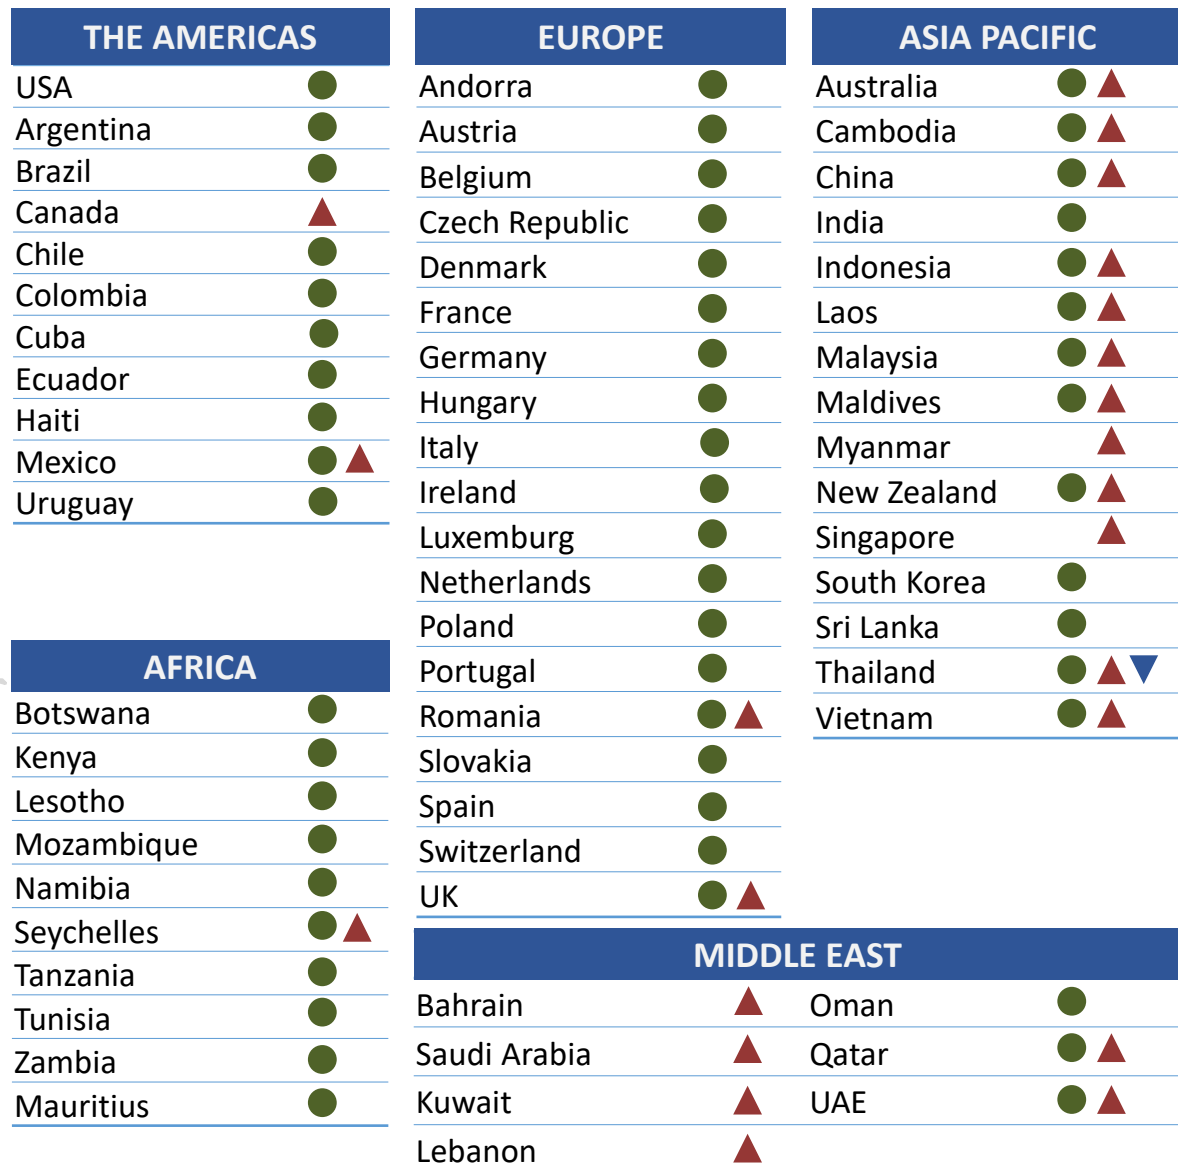 THE AMERICAS
USA
Argentina
Brazil
Canada
Chile
Colombia
Cuba
Ecuador
Haiti
Mexico
Uruguay
AFRICA
Botswana
Kenya
Lesotho
Mozambique
Namibia
Seychelles
Tanzania
Tunisia
Zambia
Mauritius
EUROPE
Andorra
Austria
Belgium
Czech Republic
Denmark
France
Germany
Hungary
Italy
Ireland
Luxemburg
Netherlands
Poland
Portugal
Romania
Slovakia
Spain
Switzerland
UK
ASIA PACIFIC
Australia
Cambodia
China
India
Indonesia
Laos
Malaysia
Maldives
Myanmar
New Zealand
Singapore
South Korea
Sri Lanka
Thailand
Vietnam
MIDDLE EAST
Bahrain Oman
Saudi Arabia Qatar
Kuwait UAE
Lebanon